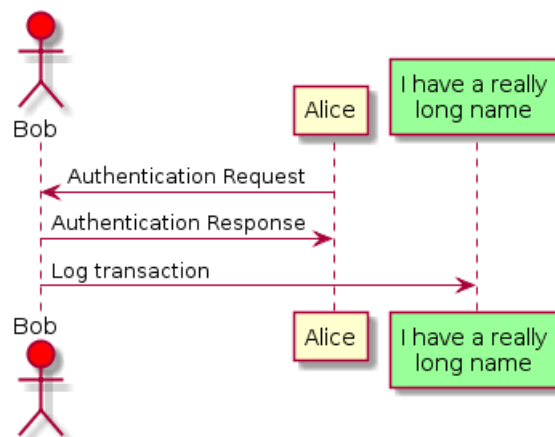 Bob
Alice
I have a really
long name
Authentication Request
Authentication Response
Log transaction
Bob
Alice
I have a really
long name